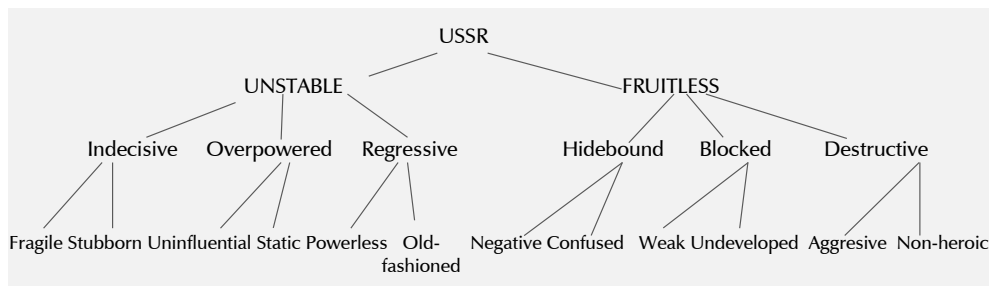 USSR
UNSTABLE FRUITLESS
Indecisive Overpowered Regressive Hidebound Blocked Destructive
Fragile Stubborn Uninfluential Static Powerless Old- Negative Confused Weak Undeveloped Aggresive Non-heroic
fashioned